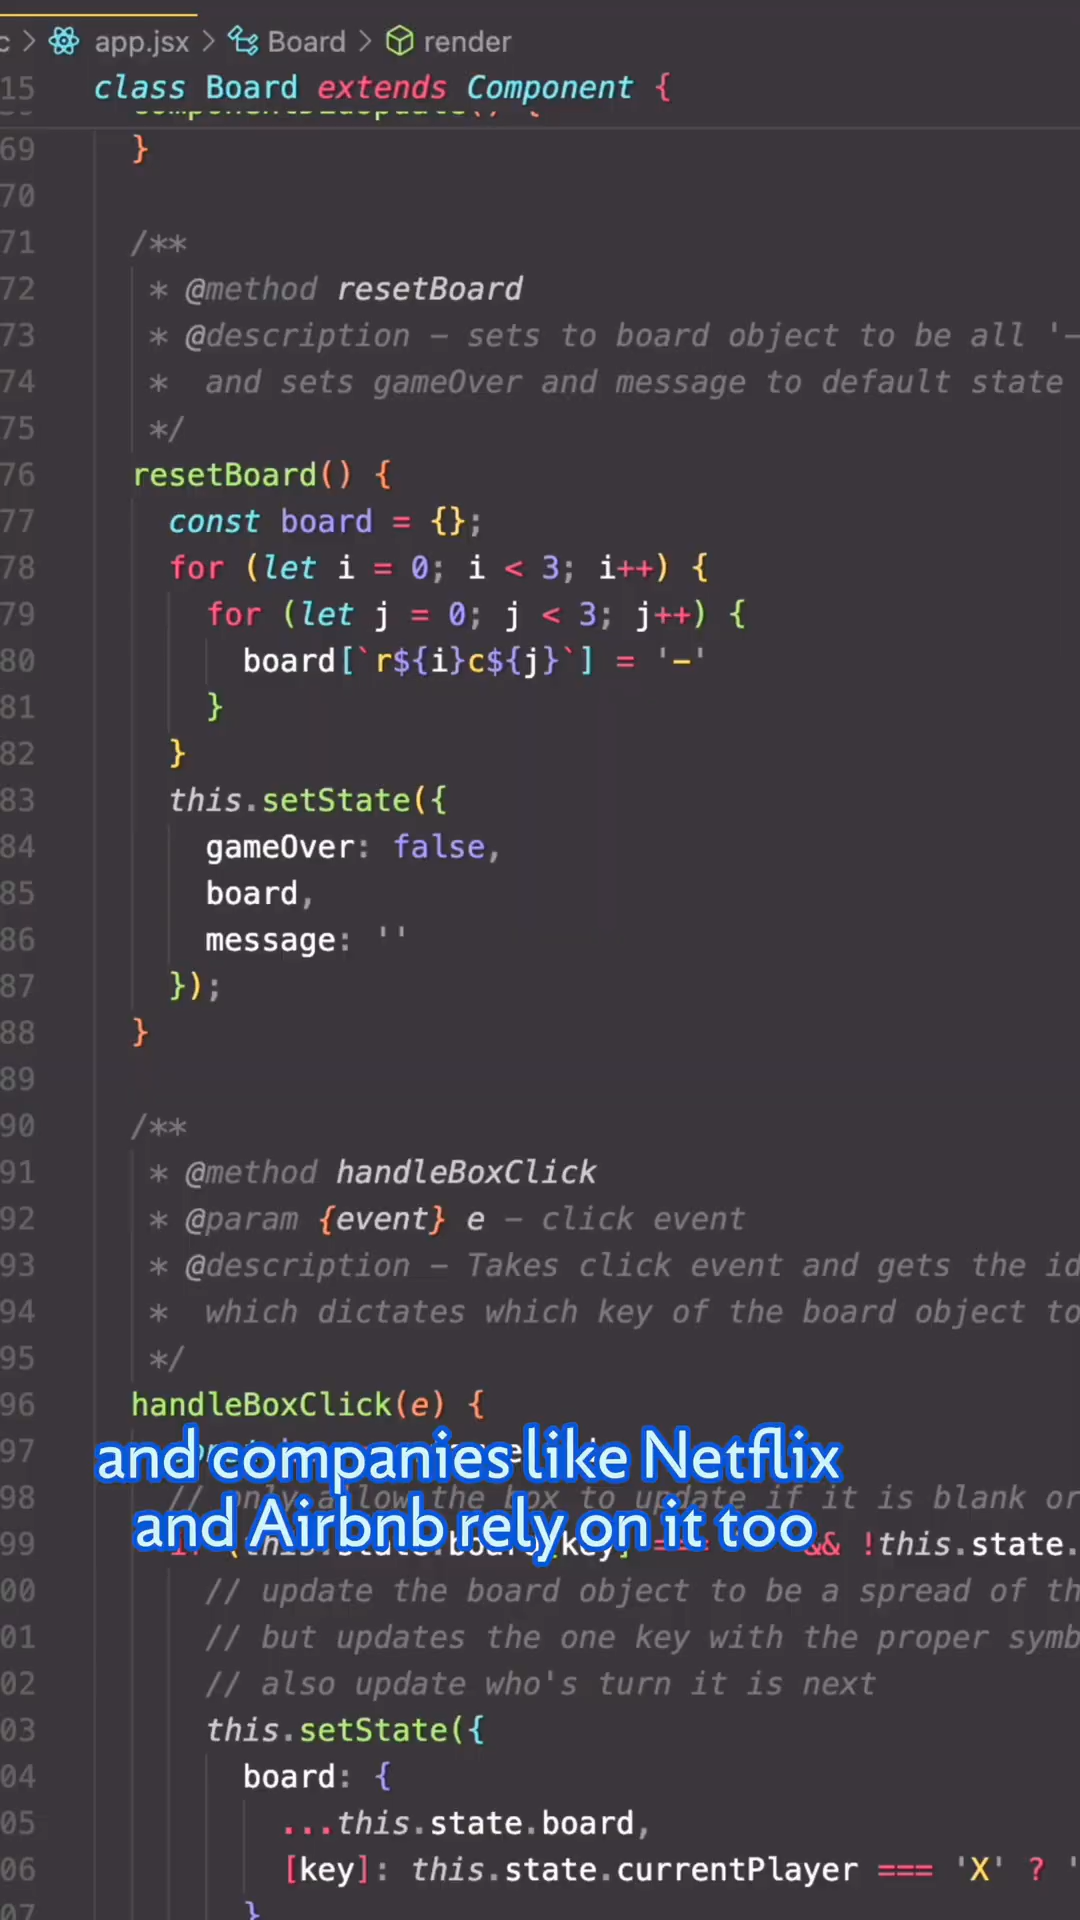 c > app.jsx > Board > render
15 class Board extends Component {
69 }
70
71 /**
72 * @method resetBoard
73 * @description – sets to board object to be all '-
74 * and sets gameOver and message to default state
75 */
76 resetBoard() {
77 const board = {};
78 for (let i = 0; i < 3; i++) {
79 for (let j = 0; j < 3; j++) {
80 board[`r${i}c${j}`] = '-'
81 }
82 }
83 this.setState({
84 gameOver: false,
85 board,
86 message: ''
87 });
88 }
89
90 /**
91 * @method handleBoxClick
92 * @param {event} e – click event
93 * @description – Takes click event and gets the id
94 * which dictates which key of the board object to
95 */
96 handleBoxClick(e) {
97
and companies like Netflix
98 // only allow the box to update if it is blank or
and Airbnb rely on it too
99 && !this.state.
00 // update the board object to be a spread of th
01 // but updates the one key with the proper symb
02 // also update who's turn it is next
03 this.setState({
04 board: {
05 ...this.state.board,
06 [key]: this.state.currentPlayer === 'X' ? '
07 }